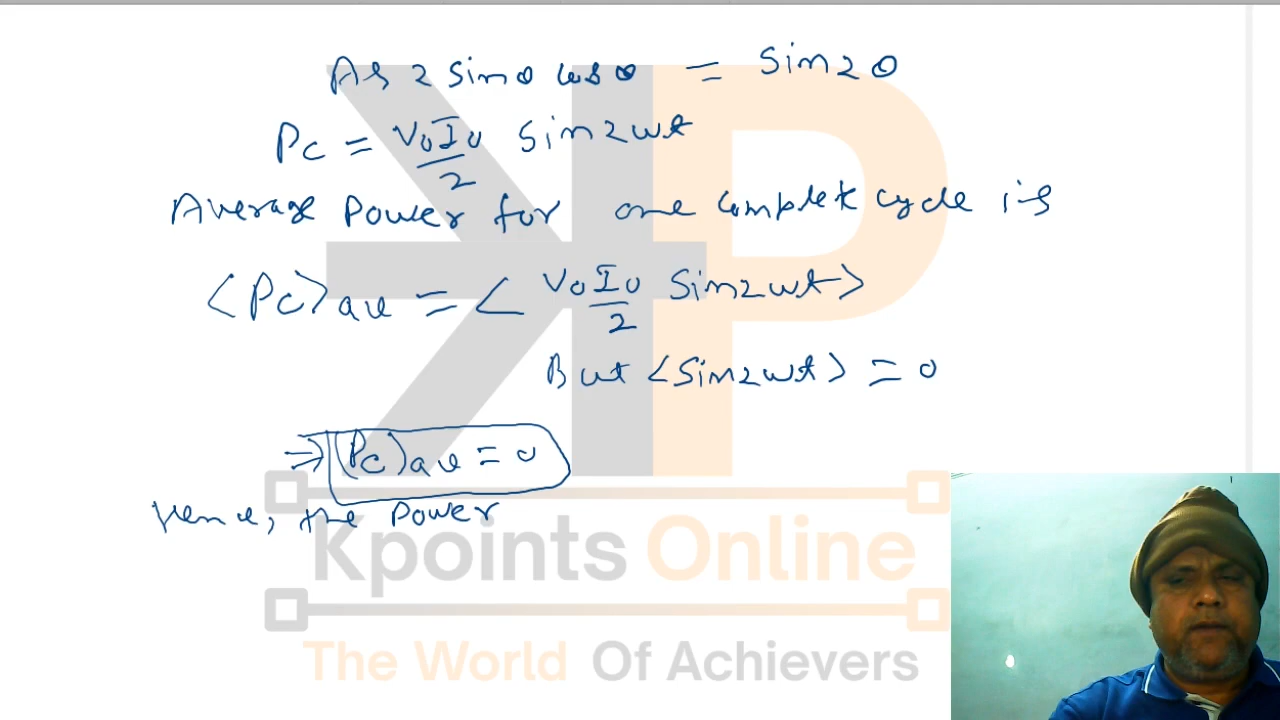 As 2 sinθ cosθ = sin2θ
Pc = V₀I₀/2 sin2ωt
Average Power for one complete cycle is
⟨Pc⟩av = ⟨ V₀I₀/2 sin2ωt⟩
But ⟨sin2ωt⟩ = 0
⇒ ⟨Pc⟩av = 0
Hence, the Power
Kpoints Online
The World Of Achievers